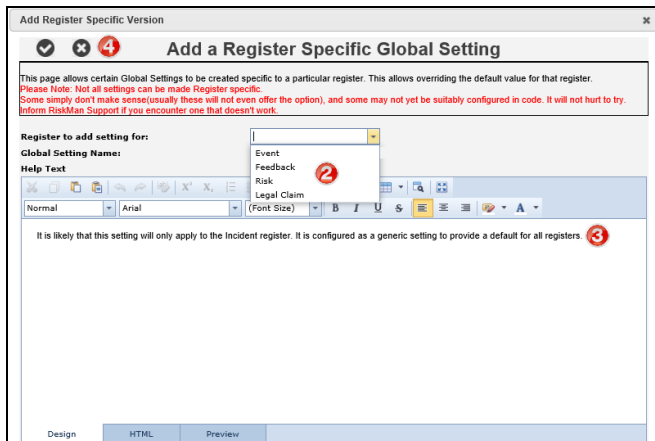 Add Register Specific Version
4 Add a Register Specific Global Setting
This page allows certain Global Settings to be created specific to a particular register. This allows overriding the default value for that register.
Please Note: Not all settings can be made Register specific.
Some simply don't make sense(usually these will not even offer the option), and some may not yet be suitably configured in code. It will not hurt to try.
Inform RiskMan Support if you encounter one that doesn't work.
Register to add setting for:
Event
Global Setting Name:
Feedback
2
Help Text
Risk
Legal Claim
Normal Arial (Font Size) B I U S A
It is likely that this setting will only apply to the Incident register. It is configured as a generic setting to provide a default for all registers. 3
Design HTML Preview